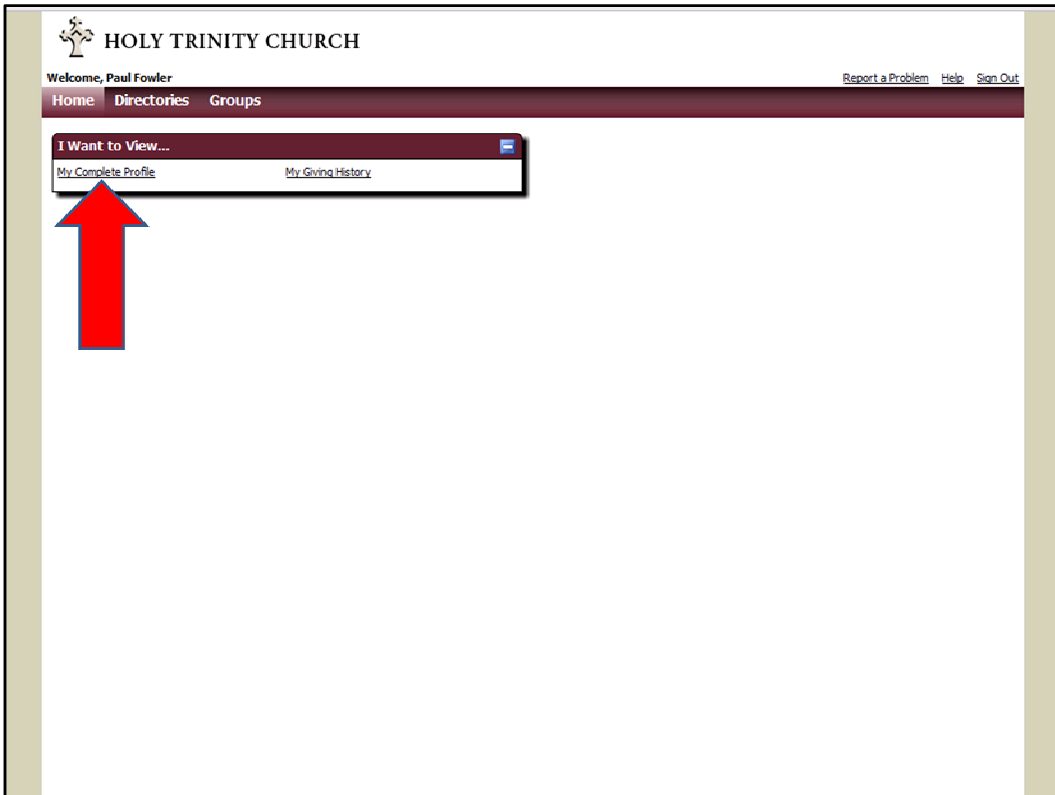 HOLY TRINITY CHURCH
Welcome, Paul Fowler
Report a Problem Help Sign Out
Home Directories Groups
I Want to View...
My Complete Profile My Giving History